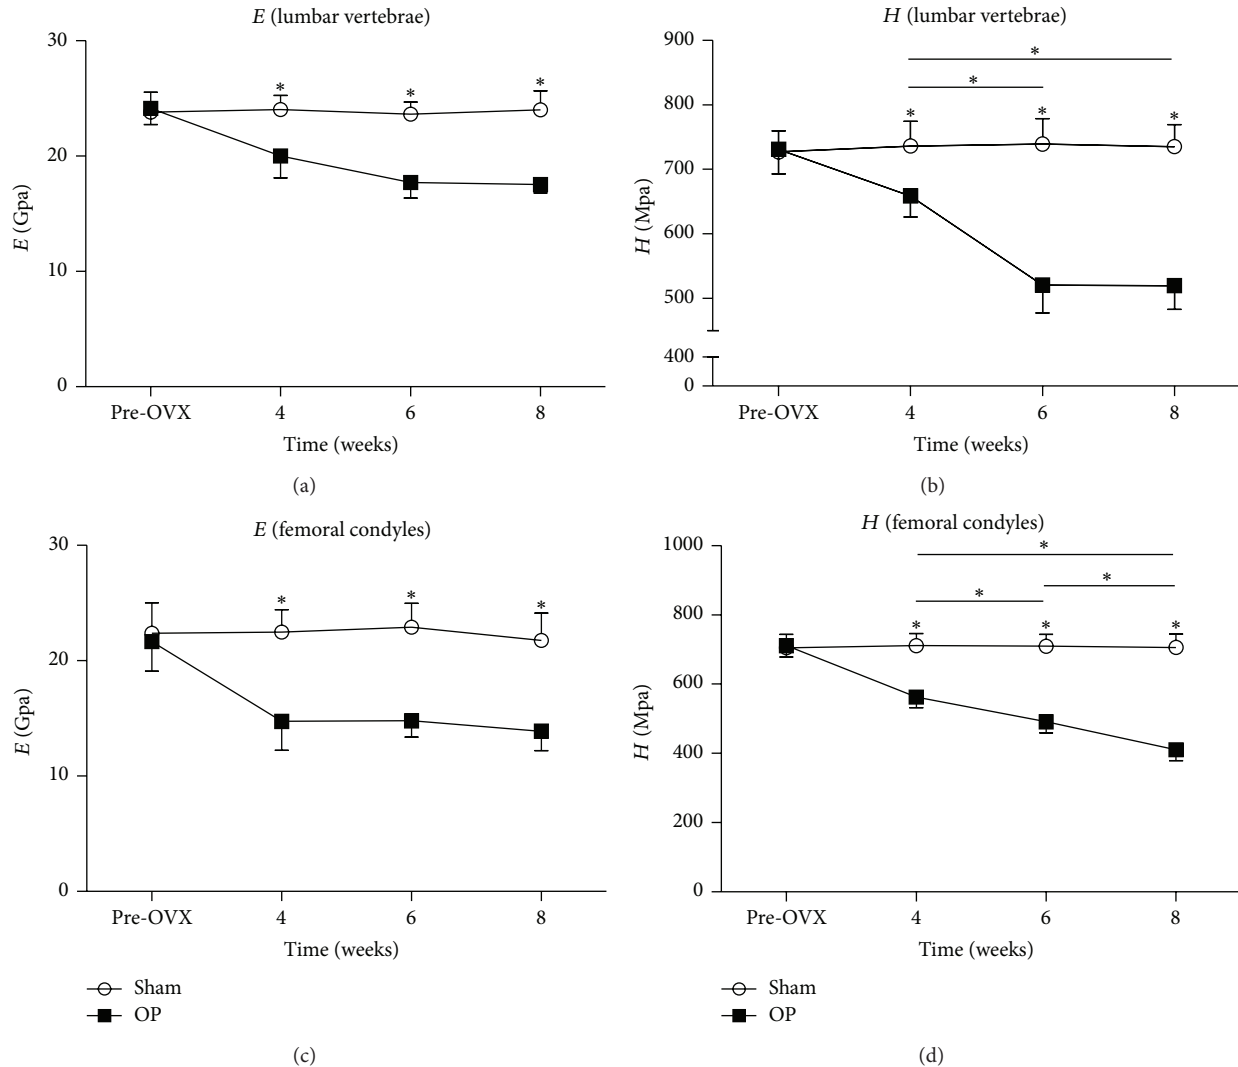 E (lumbar vertebrae)
30
20
10
0
E (Gpa)
* * *
Pre-OVX 4 6 8
Time (weeks)
(a)
H (lumbar vertebrae)
900
800
700
600
500
400
0
H (Mpa)
*
*
* * *
Pre-OVX 4 6 8
Time (weeks)
(b)
E (femoral condyles)
30
20
10
0
E (Gpa)
* * *
Pre-OVX 4 6 8
Time (weeks)
Sham
OP
(c)
H (femoral condyles)
1000
800
600
400
200
0
H (Mpa)
*
*
*
* * *
Pre-OVX 4 6 8
Time (weeks)
Sham
OP
(d)